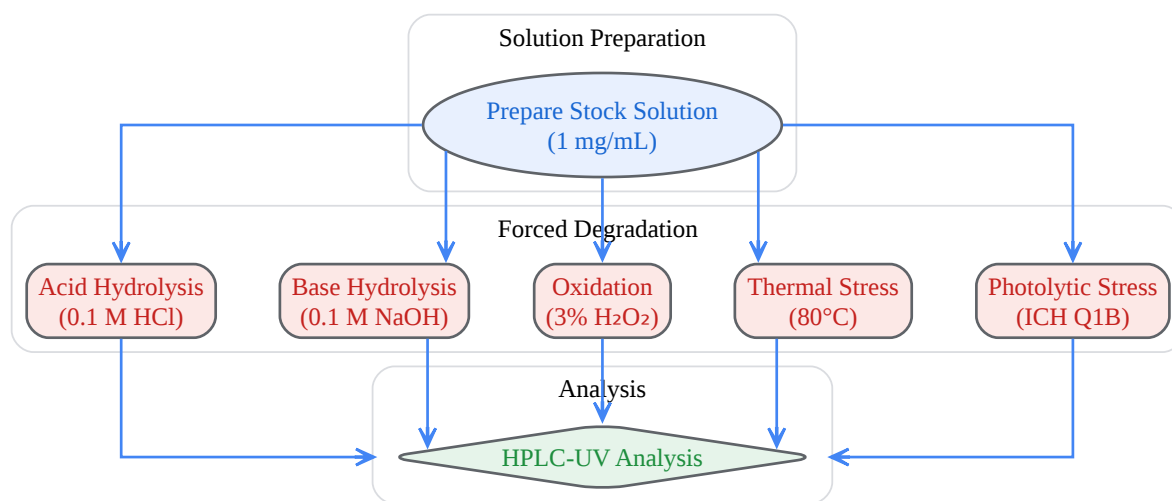 Solution Preparation
Prepare Stock Solution
(1 mg/mL)
Forced Degradation
Acid Hydrolysis
(0.1 M HCl)
Base Hydrolysis
(0.1 M NaOH)
Oxidation
(3% H₂O₂)
Thermal Stress
(80°C)
Photolytic Stress
(ICH Q1B)
Analysis
HPLC-UV Analysis